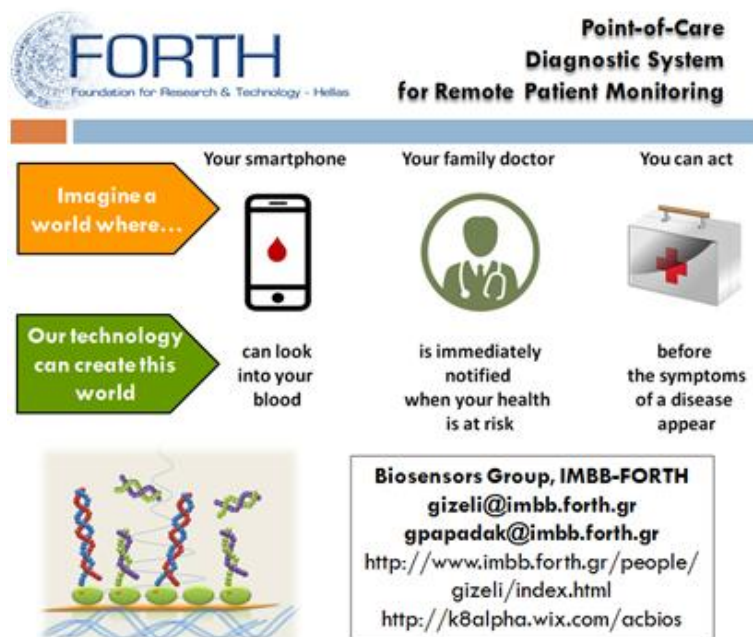 FORTH
Foundation for Research & Technology - Hellas
Point-of-Care
Diagnostic System
for Remote Patient Monitoring
Imagine a
world where...
Your smartphone
Your family doctor
You can act
Our technology
can create this
world
can look
into your
blood
is immediately
notified
when your health
is at risk
before
the symptoms
of a disease
appear
Biosensors Group, IMBB-FORTH
gizeli@imbb.forth.gr
gpapadak@imbb.forth.gr
http://www.imbb.forth.gr/people/
gizeli/index.html
http://k8alpha.wix.com/acbios